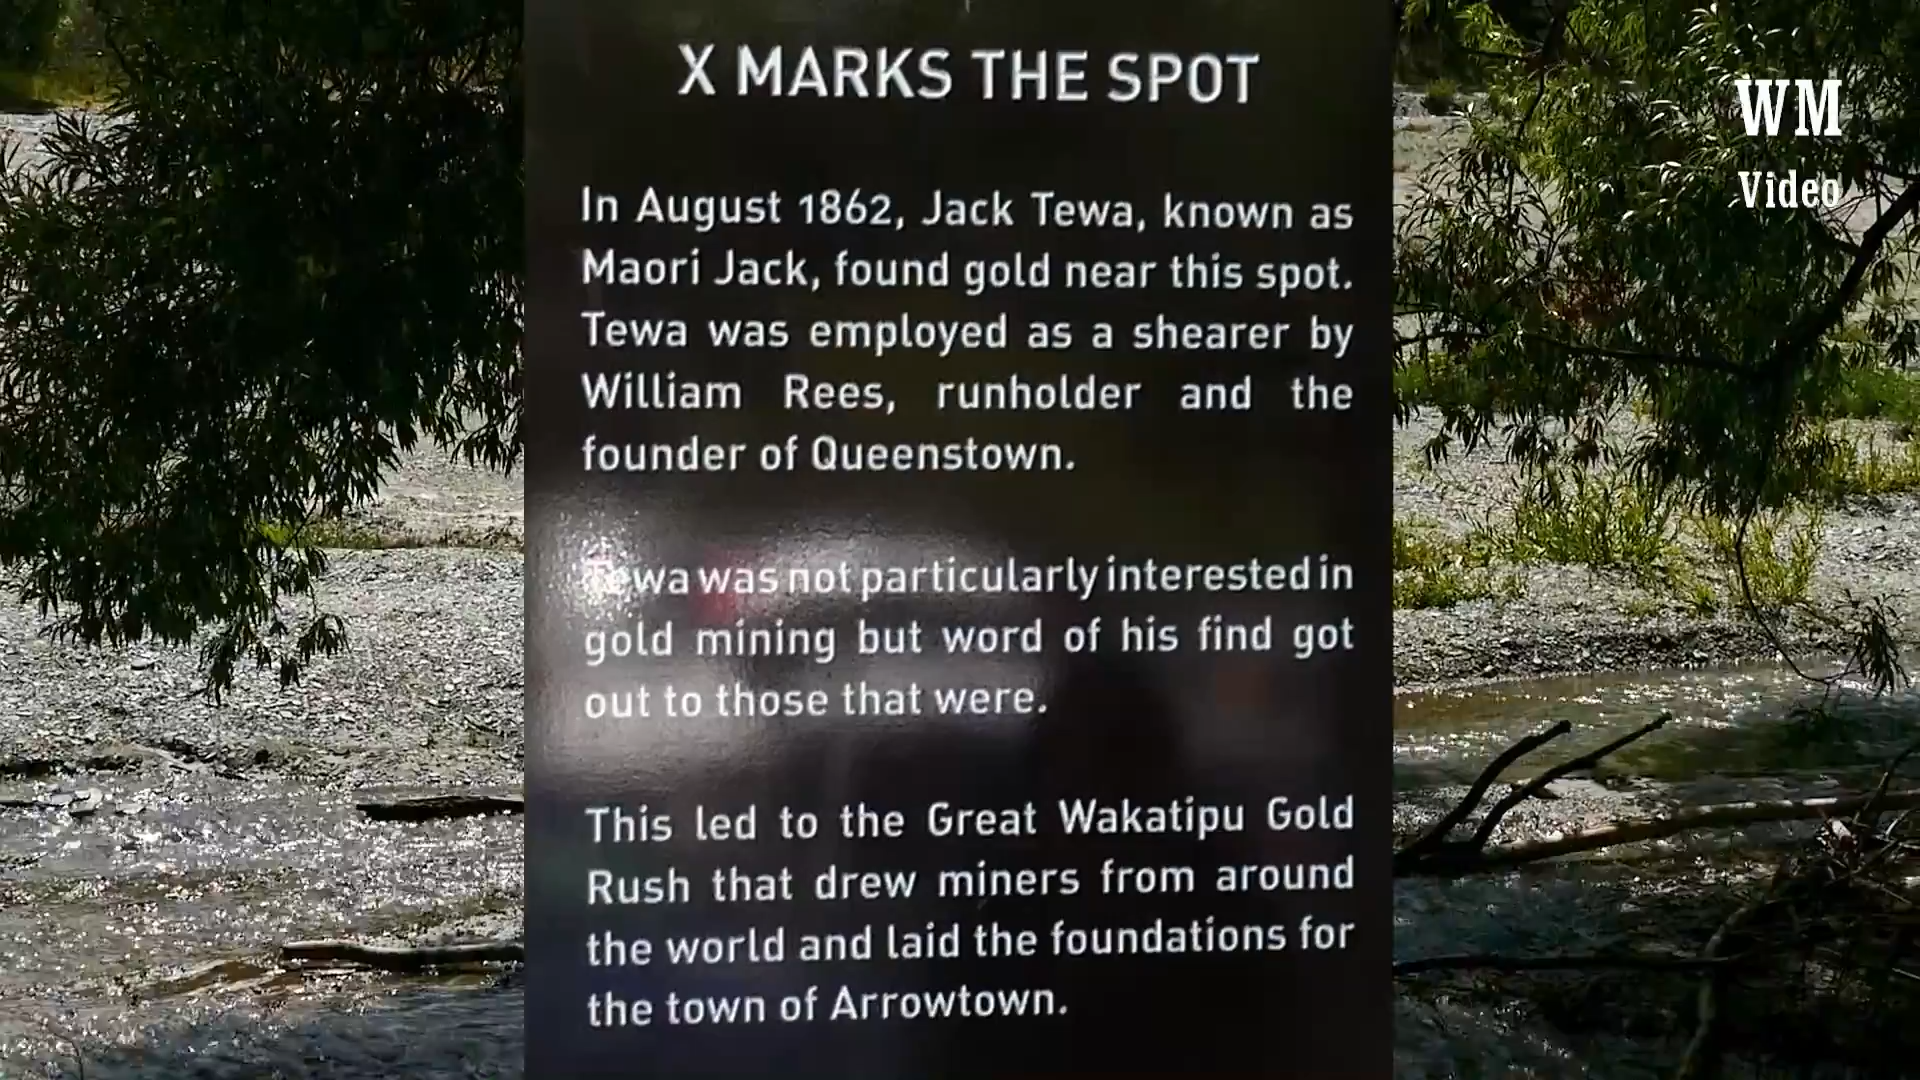 X MARKS THE SPOT
WM
Video
In August 1862, Jack Tewa, known as
Maori Jack, found gold near this spot.
Tewa was employed as a shearer by
William Rees, runholder and the
founder of Queenstown.
Tewa was not particularly interested in
gold mining but word of his find got
out to those that were.
This led to the Great Wakatipu Gold
Rush that drew miners from around
the world and laid the foundations for
the town of Arrowtown.